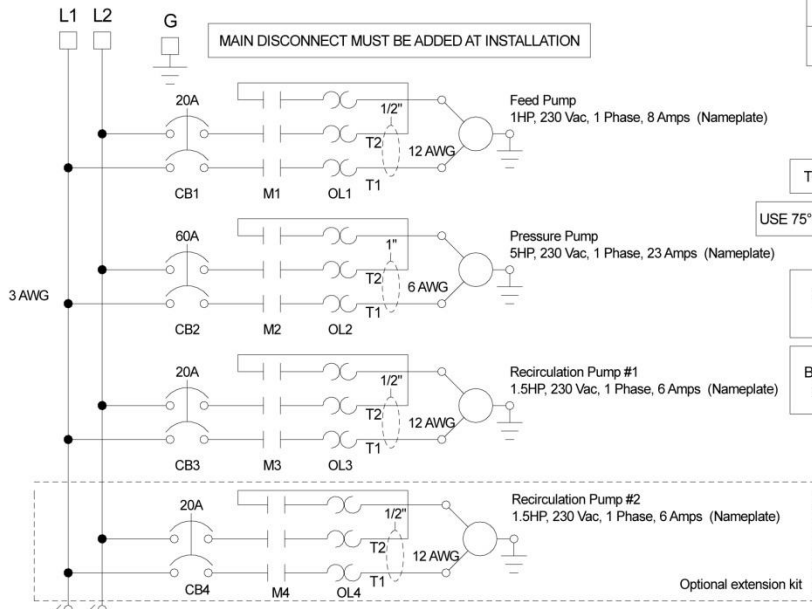 L1 L2 G
MAIN DISCONNECT MUST BE ADDED AT INSTALLATION
20A
1/2"
T2
12 AWG
T1
CB1 M1 OL1
Feed Pump
1HP, 230 Vac, 1 Phase, 8 Amps (Nameplate)
60A
1"
T2
6 AWG
T1
CB2 M2 OL2
Pressure Pump
5HP, 230 Vac, 1 Phase, 23 Amps (Nameplate)
3 AWG
20A
1/2"
T2
12 AWG
T1
CB3 M3 OL3
Recirculation Pump #1
1.5HP, 230 Vac, 1 Phase, 6 Amps (Nameplate)
20A
1/2"
T2
12 AWG
T1
CB4 M4 OL4
Recirculation Pump #2
1.5HP, 230 Vac, 1 Phase, 6 Amps (Nameplate)
Optional extension kit
T
USE 75°
B